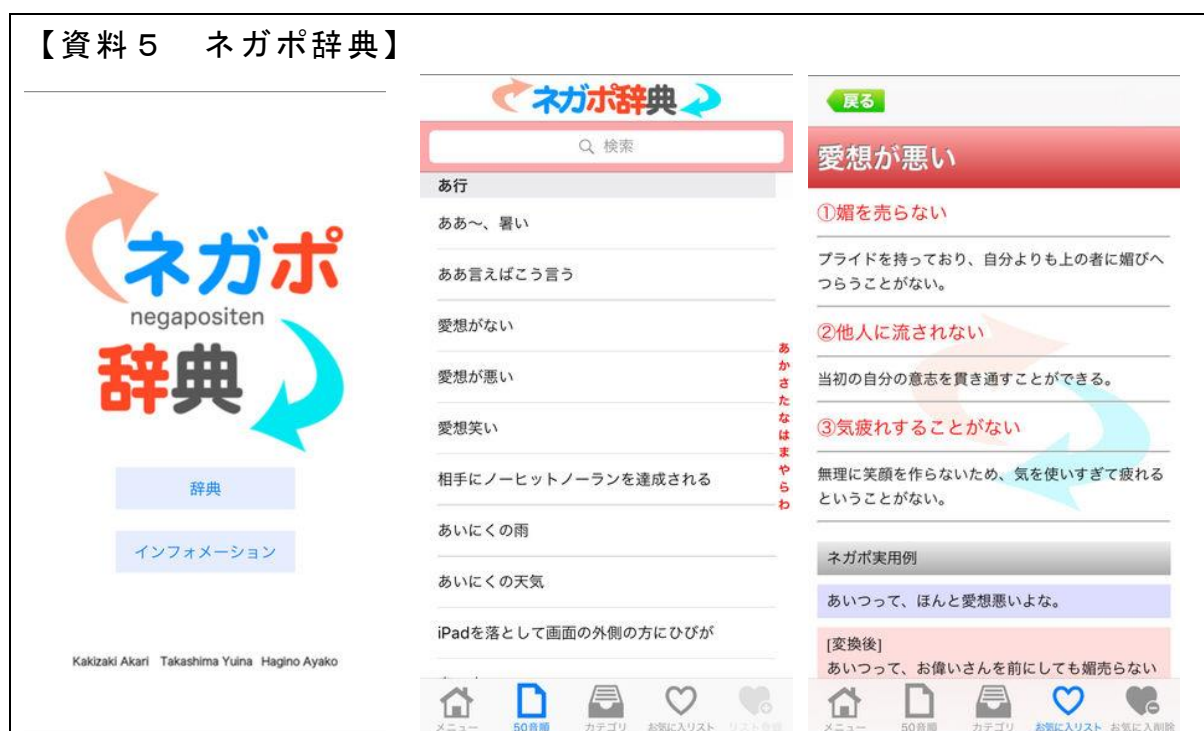 【資料５　ネガポ辞典】
ネガポ
negapositen
辞典
辞典
インフォメーション
Kakizaki Akari　Takashima Yuina　Hagino Ayako
ネガポ辞典
検索
あ行
ああ〜、暑い
ああ言えばこう言う
愛想がない
愛想が悪い
愛想笑い
相手にノーヒットノーランを達成される
あいにくの雨
あいにくの天気
iPadを落として画面の外側の方にひびが
あ
か
さ
た
な
は
ま
や
ら
わ
メニュー
50音順
カテゴリ
お気に入リスト
リスト登録
戻る
愛想が悪い
①媚を売らない
プライドを持っており、自分よりも上の者に媚びへ
つらうことがない。
②他人に流されない
当初の自分の意志を貫き通すことができる。
③気疲れすることがない
無理に笑顔を作らないため、気を使いすぎて疲れる
ということがない。
ネガポ実用例
あいつって、ほんと愛想悪いよな。
[変換後]
あいつって、お偉いさんを前にしても媚売らない
メニュー
50音順
カテゴリ
お気に入リスト
お気に入削除